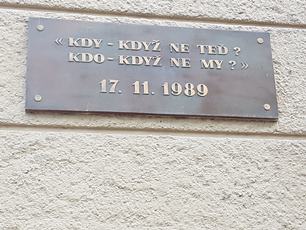 « KDY - KDYŽ NE TEĎ ?
KDO - KDYŽ NE MY ? »
17. 11. 1989